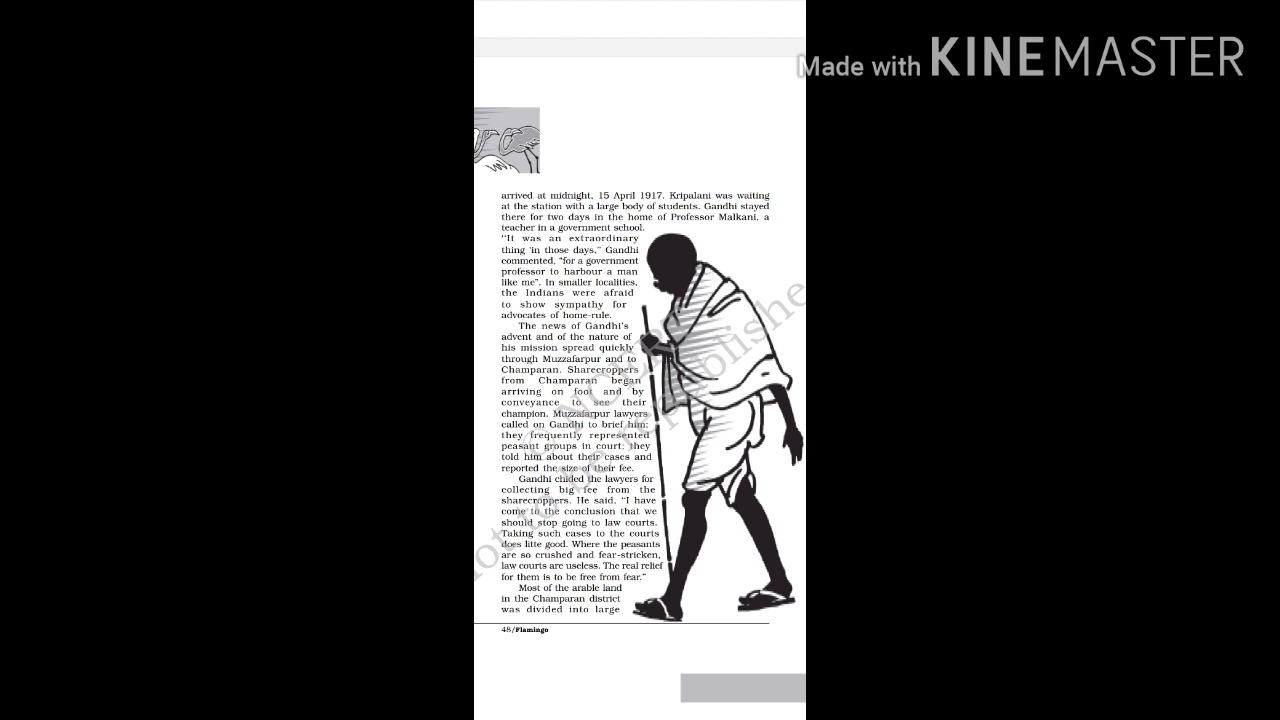 Made with KINEMASTER
arrived at midnight, 15 April 1917. Kripalani was waiting
at the station with a large body of students. Gandhi stayed
there for two days in the home of Professor Malkani, a
teacher in a government school.
“It was an extraordinary
thing ‘in those days,” Gandhi
commented, “for a government
professor to harbour a man
like me”. In smaller localities,
the Indians were afraid
to show sympathy for
advocates of home-rule.
The news of Gandhi’s
advent and of the nature of
his mission spread quickly
through Muzzafarpur and to
Champaran. Sharecroppers
from Champaran began
arriving on foot and by
conveyance to see their
champion. Muzzafarpur lawyers
called on Gandhi to brief him;
they frequently represented
peasant groups in court; they
told him about their cases and
reported the size of their fee.
Gandhi chided the lawyers for
collecting big fee from the
sharecroppers. He said, “I have
come to the conclusion that we
should stop going to law courts.
Taking such cases to the courts
does litte good. Where the peasants
are so crushed and fear-stricken,
law courts are useless. The real relief
for them is to be free from fear.”
Most of the arable land
in the Champaran district
was divided into large
48/Flamingo
© NCERT
not to be republishe